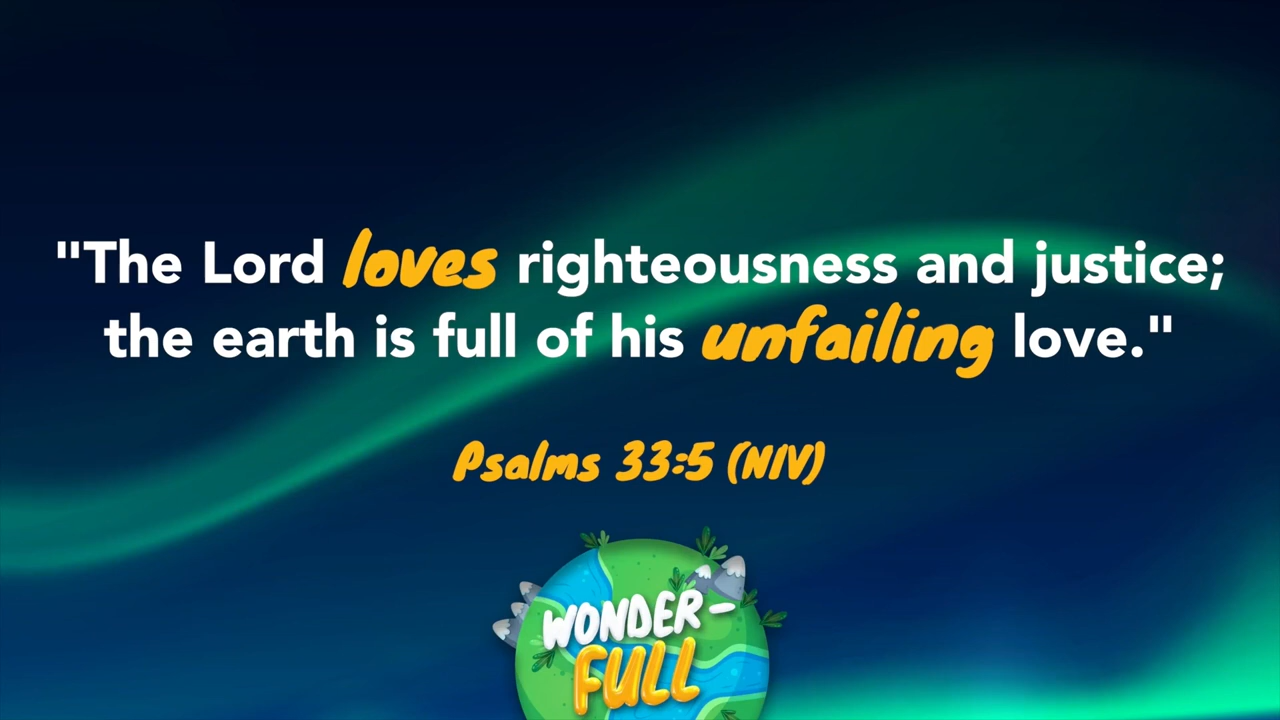 "The Lord loves righteousness and justice;
the earth is full of his unfailing love."
Psalms 33:5 (NIV)
WONDER-
FULL